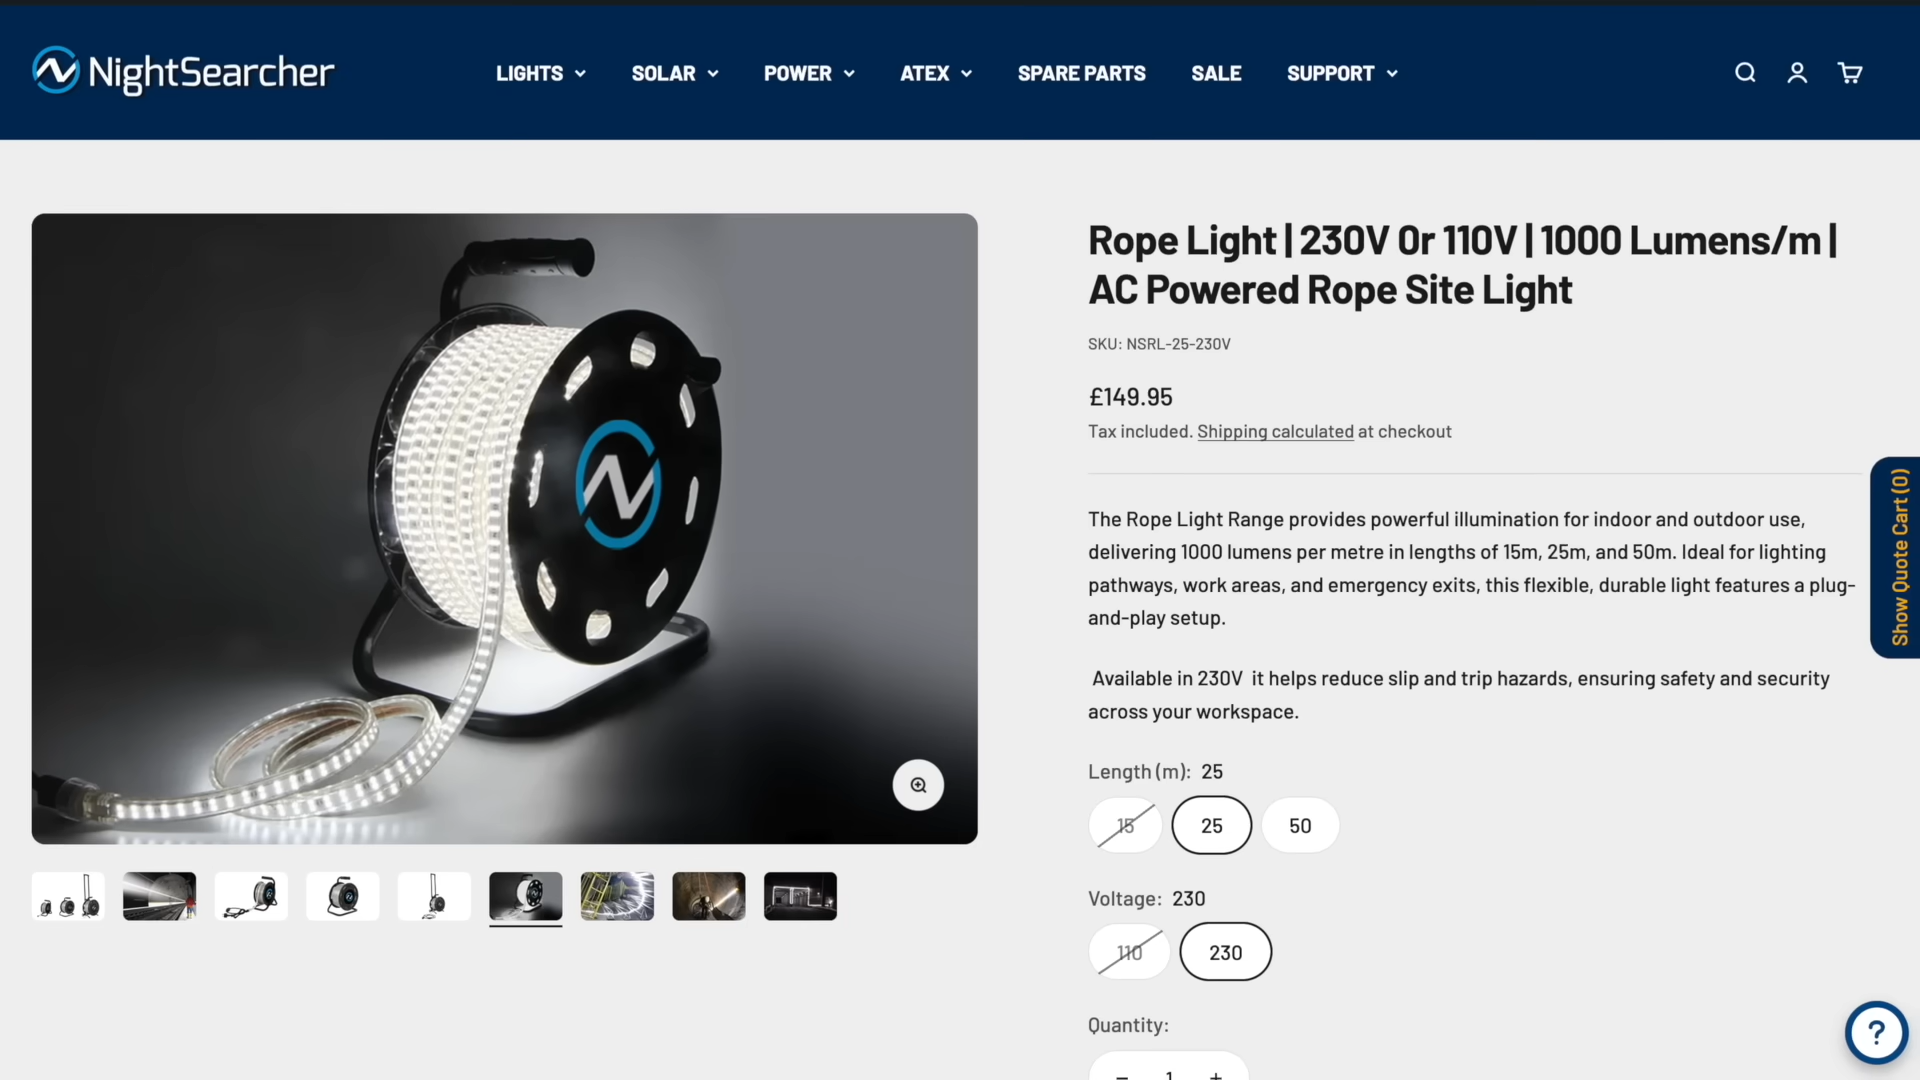 NightSearcher
LIGHTS
SOLAR
POWER
ATEX
SPARE PARTS
SALE
SUPPORT
Rope Light | 230V Or 110V | 1000 Lumens/m |
AC Powered Rope Site Light
SKU: NSRL-25-230V
£149.95
Tax included. Shipping calculated at checkout
The Rope Light Range provides powerful illumination for indoor and outdoor use,
delivering 1000 lumens per metre in lengths of 15m, 25m, and 50m. Ideal for lighting
pathways, work areas, and emergency exits, this flexible, durable light features a plug-
and-play setup.
Available in 230V it helps reduce slip and trip hazards, ensuring safety and security
across your workspace.
Length (m): 25
15 25 50
Voltage: 230
110 230
Quantity:
− 1 +
Show Quote Cart (0)
?